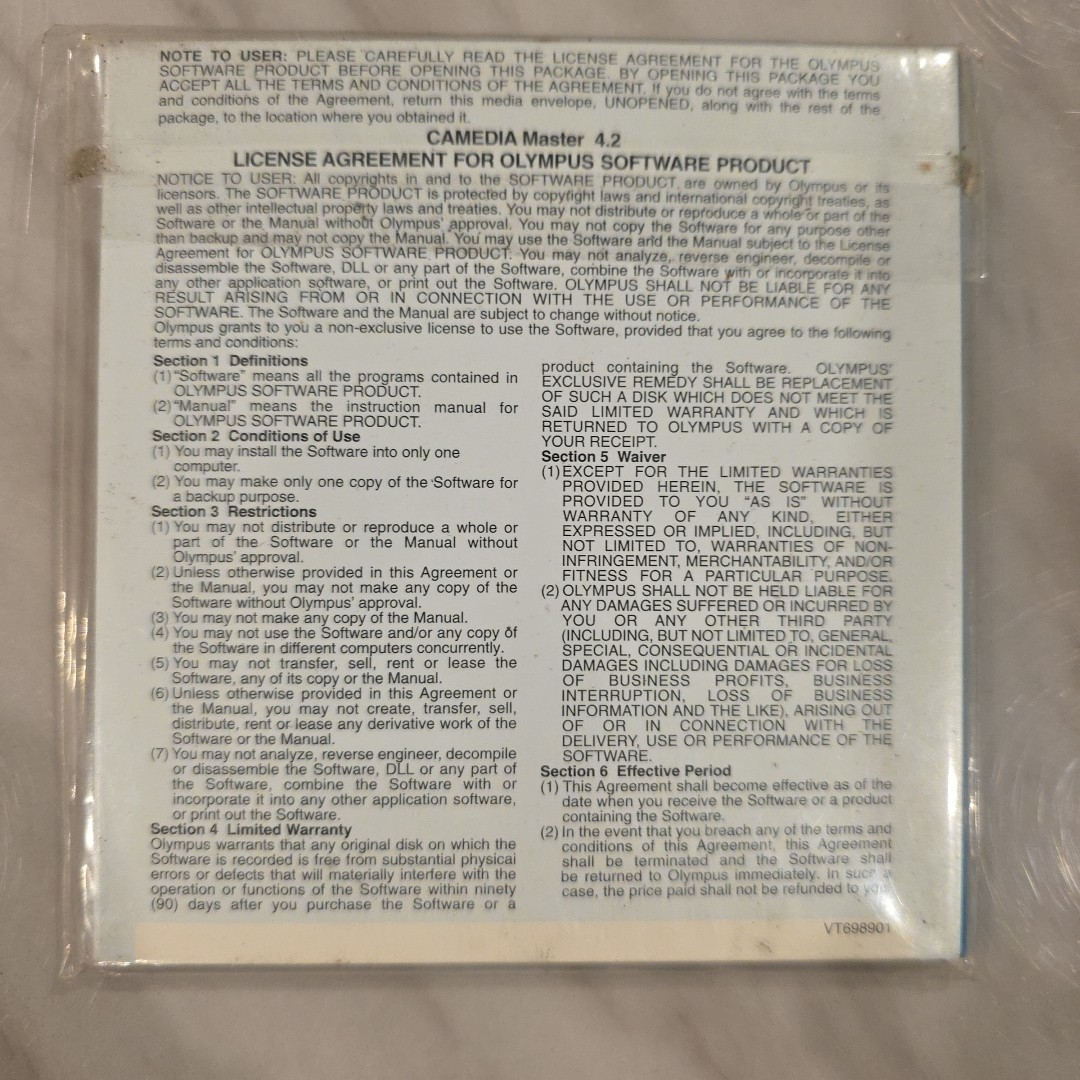 NOTE TO USER: PLEASE CAREFULLY READ THE LICENSE AGREEMENT FOR THE OLYMPUS
SOFTWARE PRODUCT BEFORE OPENING THIS PACKAGE. BY OPENING THIS PACKAGE YOU
ACCEPT ALL THE TERMS AND CONDITIONS OF THE AGREEMENT. If you do not agree with the terms
and conditions of the Agreement, return this media envelope, UNOPENED, along with the rest of the
package, to the location where you obtained it.
CAMEDIA Master 4.2
LICENSE AGREEMENT FOR OLYMPUS SOFTWARE PRODUCT
NOTICE TO USER: All copyrights in and to the SOFTWARE PRODUCT are owned by Olympus or its
licensors. The SOFTWARE PRODUCT is protected by copyright laws and international copyright treaties, as
well as other intellectual property laws and treaties. You may not distribute or reproduce a whole or part of the
Software or the Manual without Olympus' approval. You may not copy the Software for any purpose other
than backup and may not copy the Manual. You may use the Software and the Manual subject to the License
Agreement for OLYMPUS SOFTWARE PRODUCT. You may not analyze, reverse engineer, decompile or
disassemble the Software, DLL or any part of the Software, combine the Software with or incorporate it into
any other application software, or print out the Software. OLYMPUS SHALL NOT BE LIABLE FOR ANY
RESULT ARISING FROM OR IN CONNECTION WITH THE USE OR PERFORMANCE OF THE
SOFTWARE. The Software and the Manual are subject to change without notice.
Olympus grants to you a non-exclusive license to use the Software, provided that you agree to the following
terms and conditions:
Section 1 Definitions
(1) "Software" means all the programs contained in
OLYMPUS SOFTWARE PRODUCT.
(2) "Manual" means the instruction manual for
OLYMPUS SOFTWARE PRODUCT.
Section 2 Conditions of Use
(1) You may install the Software into only one
computer.
(2) You may make only one copy of the Software for
a backup purpose.
Section 3 Restrictions
(1) You may not distribute or reproduce a whole or
part of the Software or the Manual without
Olympus' approval.
(2) Unless otherwise provided in this Agreement or
the Manual, you may not make any copy of the
Software without Olympus' approval.
(3) You may not make any copy of the Manual.
(4) You may not use the Software and/or any copy of
the Software in different computers concurrently.
(5) You may not transfer, sell, rent or lease the
Software, any of its copy or the Manual.
(6) Unless otherwise provided in this Agreement or
the Manual, you may not create, transfer, sell,
distribute, rent or lease any derivative work of the
Software or the Manual.
(7) You may not analyze, reverse engineer, decompile
or disassemble the Software, DLL or any part of
the Software, combine the Software with or
incorporate it into any other application software,
or print out the Software.
Section 4 Limited Warranty
Olympus warrants that any original disk on which the
Software is recorded is free from substantial physical
errors or defects that will materially interfere with the
operation or functions of the Software within ninety
(90) days after you purchase the Software or a
product containing the Software. OLYMPUS'
EXCLUSIVE REMEDY SHALL BE REPLACEMENT
OF SUCH A DISK WHICH DOES NOT MEET THE
SAID LIMITED WARRANTY AND WHICH IS
RETURNED TO OLYMPUS WITH A COPY OF
YOUR RECEIPT.
Section 5 Waiver
(1) EXCEPT FOR THE LIMITED WARRANTIES
PROVIDED HEREIN, THE SOFTWARE IS
PROVIDED TO YOU "AS IS" WITHOUT
WARRANTY OF ANY KIND, EITHER
EXPRESSED OR IMPLIED, INCLUDING, BUT
NOT LIMITED TO, WARRANTIES OF NON-
INFRINGEMENT, MERCHANTABILITY, AND/OR
FITNESS FOR A PARTICULAR PURPOSE.
(2) OLYMPUS SHALL NOT BE HELD LIABLE FOR
ANY DAMAGES SUFFERED OR INCURRED BY
YOU OR ANY OTHER THIRD PARTY
(INCLUDING, BUT NOT LIMITED TO, GENERAL,
SPECIAL, CONSEQUENTIAL OR INCIDENTAL
DAMAGES INCLUDING DAMAGES FOR LOSS
OF BUSINESS PROFITS, BUSINESS
INTERRUPTION, LOSS OF BUSINESS
INFORMATION AND THE LIKE), ARISING OUT
OF OR IN CONNECTION WITH THE
DELIVERY, USE OR PERFORMANCE OF THE
SOFTWARE.
Section 6 Effective Period
(1) This Agreement shall become effective as of the
date when you receive the Software or a product
containing the Software.
(2) In the event that you breach any of the terms and
conditions of this Agreement, this Agreement
shall be terminated and the Software shall
be returned to Olympus immediately. In such a
case, the price paid shall not be refunded to you.
VT698901